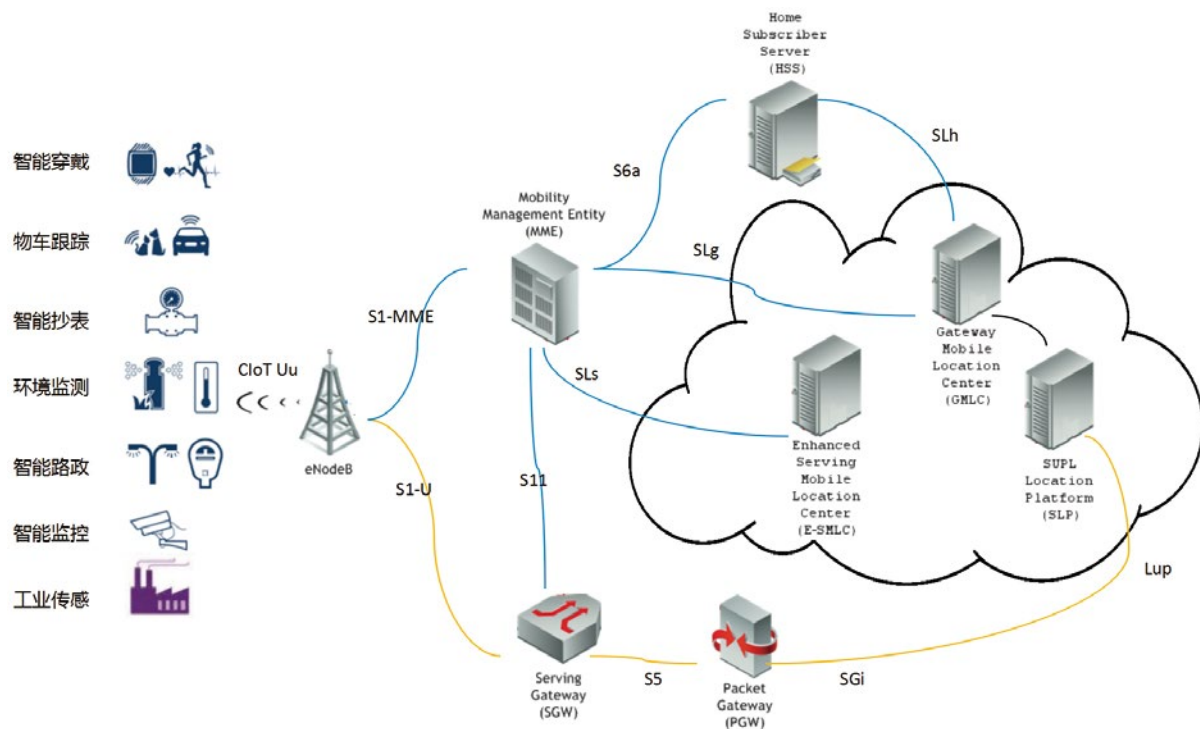 Home
Subscriber
Server
(HSS)
SLh
S6a
智能穿戴
Mobility
Management Entity
(MME)
物车跟踪
SLg
智能抄表
S1-MME
Gateway
Mobile
Location
Center
(GMLC)
环境监测
CIoT Uu
SLs
eNodeB
Enhanced
Serving
Mobile
Location
Center
(E-SMLC)
SUPL
Location
Platform
(SLP)
智能路政
S1-U
S11
智能监控
Lup
工业传感
Serving
Gateway
(SGW)
S5
Packet
Gateway
(PGW)
SGi